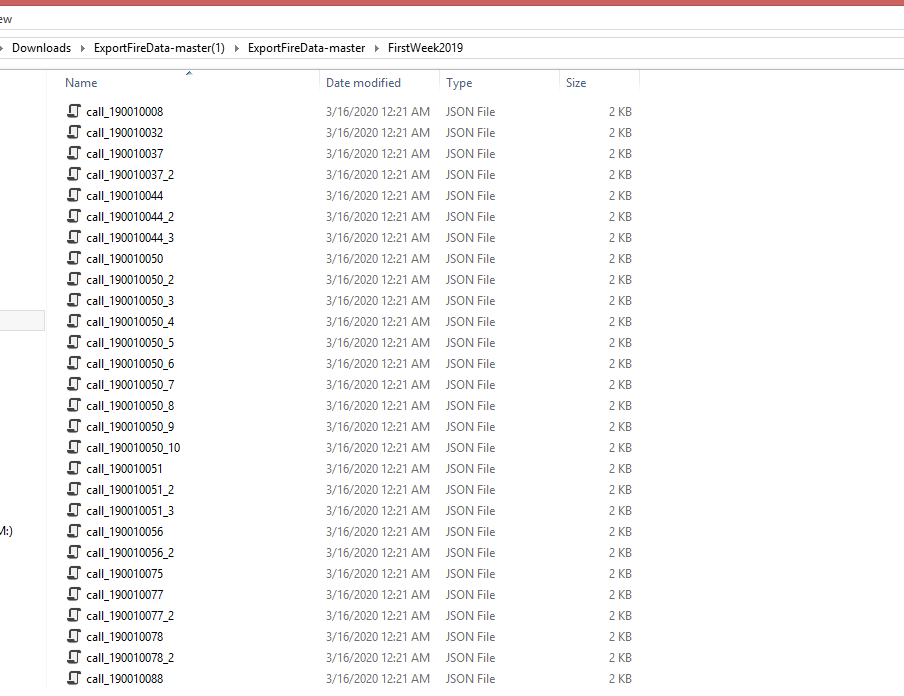 ew
Downloads ExportFireData-master(1) ExportFireData-master FirstWeek2019
Name Date modified Type Size
call_190010008 3/16/2020 12:21 AM JSON File 2 KB
call_190010032 3/16/2020 12:21 AM JSON File 2 KB
call_190010037 3/16/2020 12:21 AM JSON File 2 KB
call_190010037_2 3/16/2020 12:21 AM JSON File 2 KB
call_190010044 3/16/2020 12:21 AM JSON File 2 KB
call_190010044_2 3/16/2020 12:21 AM JSON File 2 KB
call_190010044_3 3/16/2020 12:21 AM JSON File 2 KB
call_190010050 3/16/2020 12:21 AM JSON File 2 KB
call_190010050_2 3/16/2020 12:21 AM JSON File 2 KB
call_190010050_3 3/16/2020 12:21 AM JSON File 2 KB
call_190010050_4 3/16/2020 12:21 AM JSON File 2 KB
call_190010050_5 3/16/2020 12:21 AM JSON File 2 KB
call_190010050_6 3/16/2020 12:21 AM JSON File 2 KB
call_190010050_7 3/16/2020 12:21 AM JSON File 2 KB
call_190010050_8 3/16/2020 12:21 AM JSON File 2 KB
call_190010050_9 3/16/2020 12:21 AM JSON File 2 KB
call_190010050_10 3/16/2020 12:21 AM JSON File 2 KB
call_190010051 3/16/2020 12:21 AM JSON File 2 KB
call_190010051_2 3/16/2020 12:21 AM JSON File 2 KB
call_190010051_3 3/16/2020 12:21 AM JSON File 2 KB
M:) call_190010056 3/16/2020 12:21 AM JSON File 2 KB
call_190010056_2 3/16/2020 12:21 AM JSON File 2 KB
call_190010075 3/16/2020 12:21 AM JSON File 2 KB
call_190010077 3/16/2020 12:21 AM JSON File 2 KB
call_190010077_2 3/16/2020 12:21 AM JSON File 2 KB
call_190010078 3/16/2020 12:21 AM JSON File 2 KB
call_190010078_2 3/16/2020 12:21 AM JSON File 2 KB
call_190010088 3/16/2020 12:21 AM JSON File 2 KB